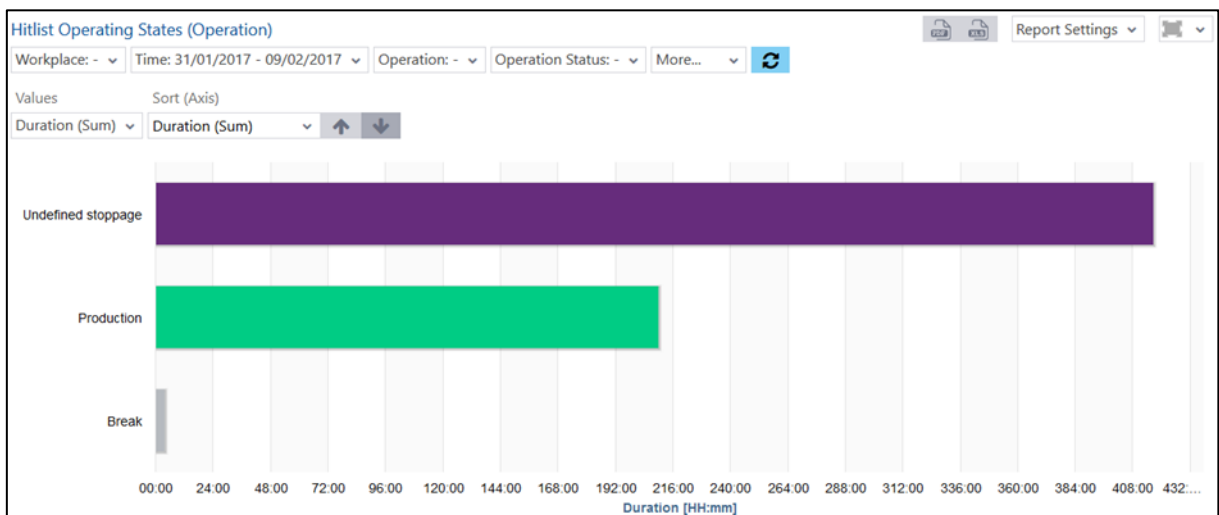 Hitlist Operating States (Operation)
PDF XLS Report Settings
Workplace: - Time: 31/01/2017 - 09/02/2017 Operation: - Operation Status: - More...
Values Sort (Axis)
Duration (Sum) Duration (Sum)
Undefined stoppage
Production
Break
00:00 24:00 48:00 72:00 96:00 120:00 144:00 168:00 192:00 216:00 240:00 264:00 288:00 312:00 336:00 360:00 384:00 408:00 432:...
Duration [HH:mm]